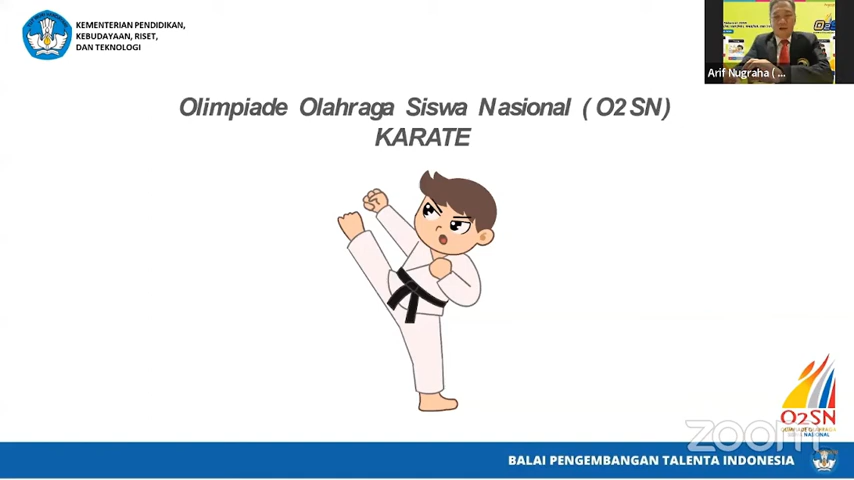 KEMENTERIAN PENDIDIKAN,
KEBUDAYAAN, RISET,
DAN TEKNOLOGI
Arif Nugraha ( ...
Olimpiade Olahraga Siswa Nasional ( O2SN)
KARATE
O2SN
zoom
BALAI PENGEMBANGAN TALENTA INDONESIA